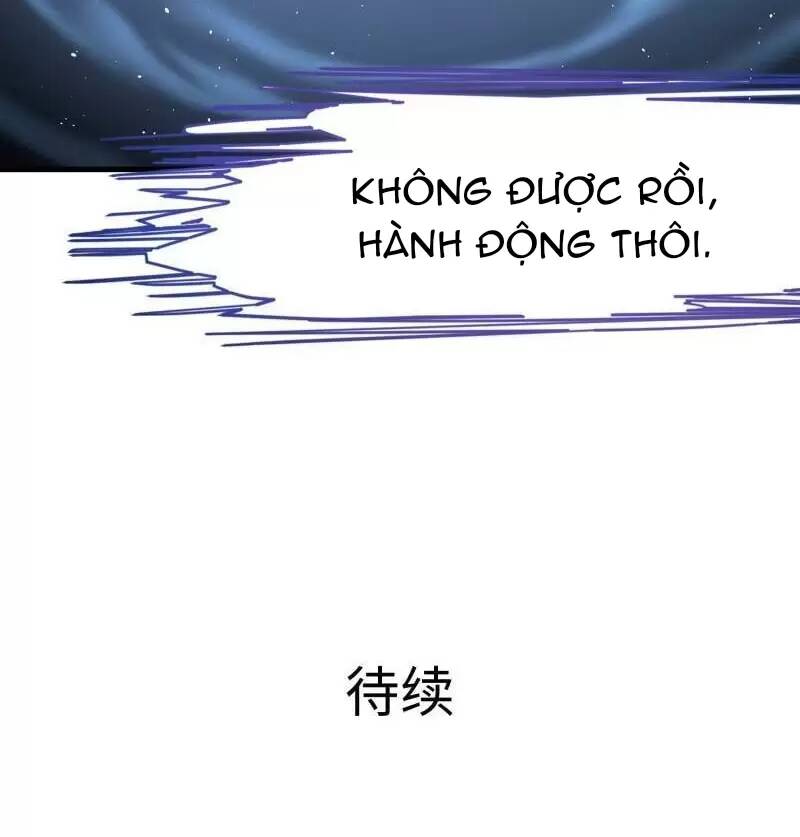 KHÔNG ĐƯỢC RỒI,
HÀNH ĐỘNG THÔI.
待续